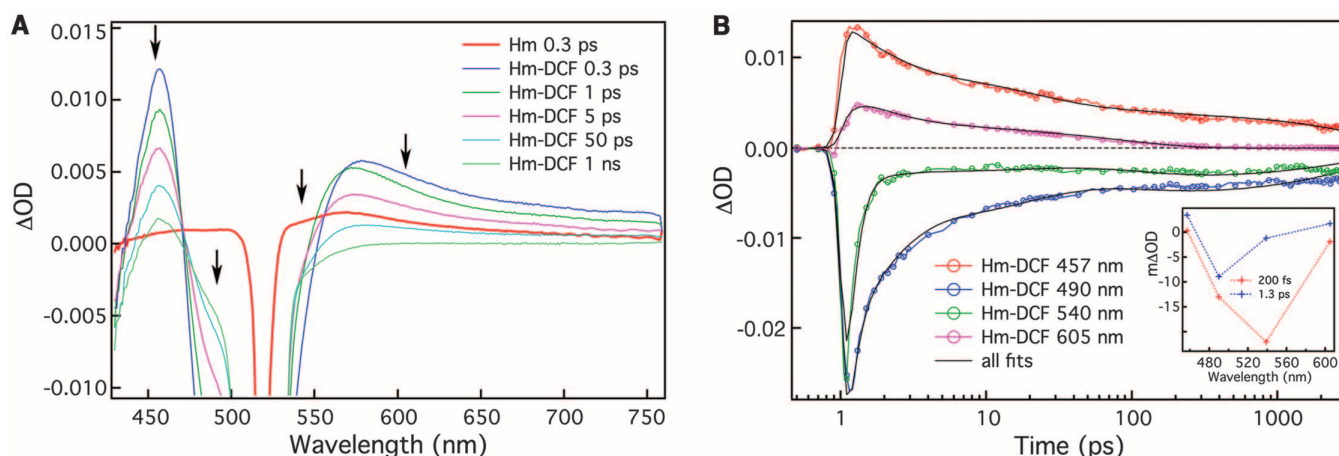 A
0.015
0.010
0.005
0.000
-0.005
-0.010
ΔOD
450 500 550 600 650 700 750
Wavelength (nm)
Hm 0.3 ps
Hm-DCF 0.3 ps
Hm-DCF 1 ps
Hm-DCF 5 ps
Hm-DCF 50 ps
Hm-DCF 1 ns
B
0.01
0.00
-0.01
-0.02
ΔOD
1 10 100 1000
Time (ps)
Hm-DCF 457 nm
Hm-DCF 490 nm
Hm-DCF 540 nm
Hm-DCF 605 nm
all fits
0
-5
-10
-15
mΔOD
200 fs
1.3 ps
480 520 560 600
Wavelength (nm)